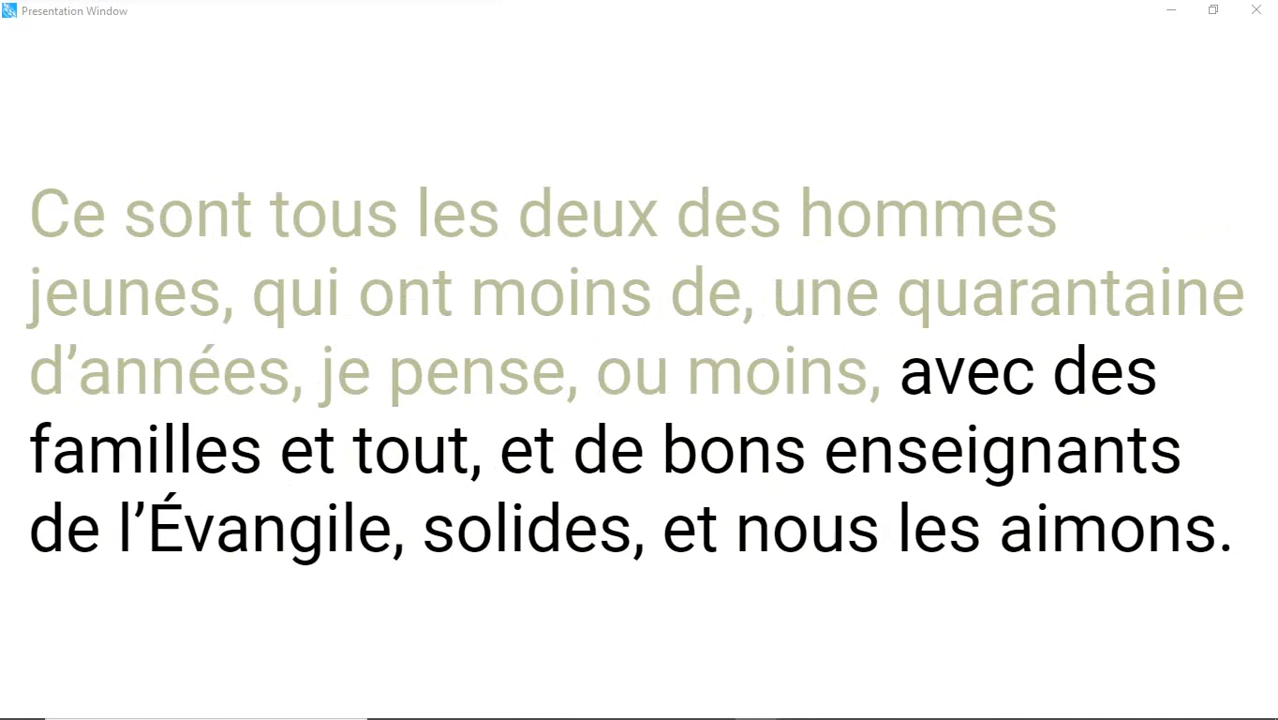 Presentation Window
Ce sont tous les deux des hommes
jeunes, qui ont moins de, une quarantaine
d’années, je pense, ou moins, avec des
familles et tout, et de bons enseignants
de l’Évangile, solides, et nous les aimons.